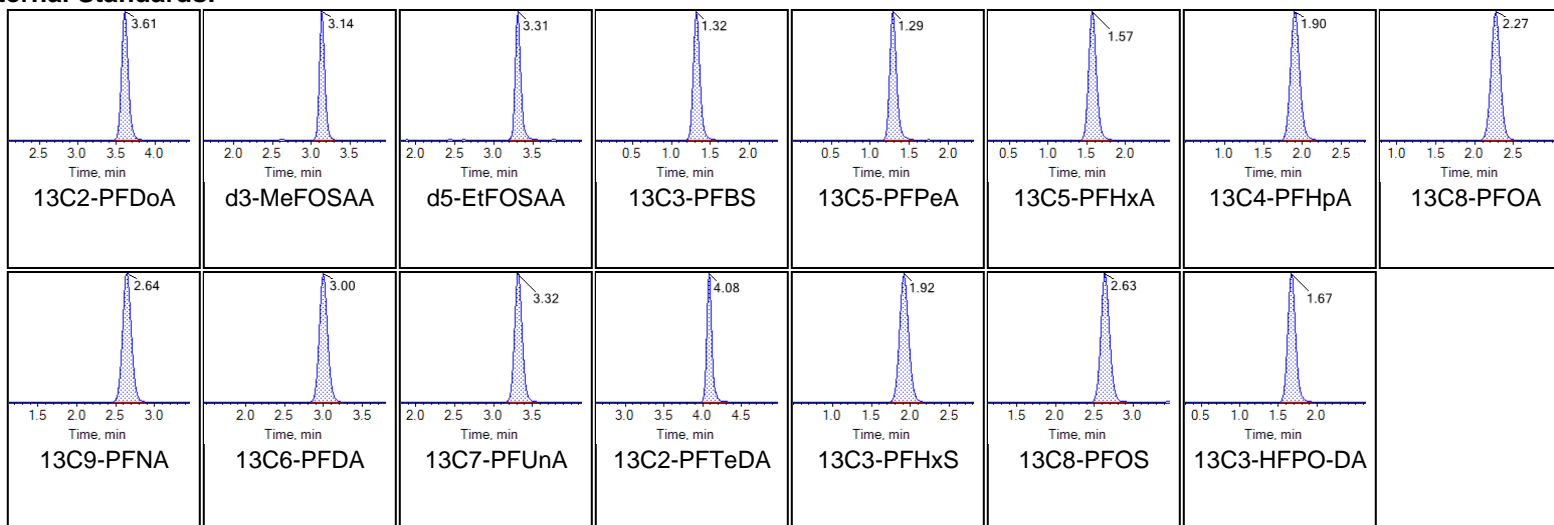 ternal Standards:
3.61
2.5 3.0 3.5 4.0
Time, min
13C2-PFDoA
3.14
2.0 2.5 3.0 3.5
Time, min
d3-MeFOSAA
3.31
2.0 2.5 3.0 3.5
Time, min
d5-EtFOSAA
1.32
0.5 1.0 1.5 2.0
Time, min
13C3-PFBS
1.29
0.5 1.0 1.5 2.0
Time, min
13C5-PFPeA
1.57
0.5 1.0 1.5 2.0
Time, min
13C5-PFHxA
1.90
1.0 1.5 2.0 2.5
Time, min
13C4-PFHpA
2.27
1.0 1.5 2.0 2.5
Time, min
13C8-PFOA
2.64
1.5 2.0 2.5 3.0
Time, min
13C9-PFNA
3.00
2.0 2.5 3.0 3.5
Time, min
13C6-PFDA
3.32
2.0 2.5 3.0 3.5
Time, min
13C7-PFUnA
4.08
3.0 3.5 4.0 4.5
Time, min
13C2-PFTeDA
1.92
1.0 1.5 2.0 2.5
Time, min
13C3-PFHxS
2.63
1.5 2.0 2.5 3.0
Time, min
13C8-PFOS
1.67
0.5 1.0 1.5 2.0
Time, min
13C3-HFPO-DA